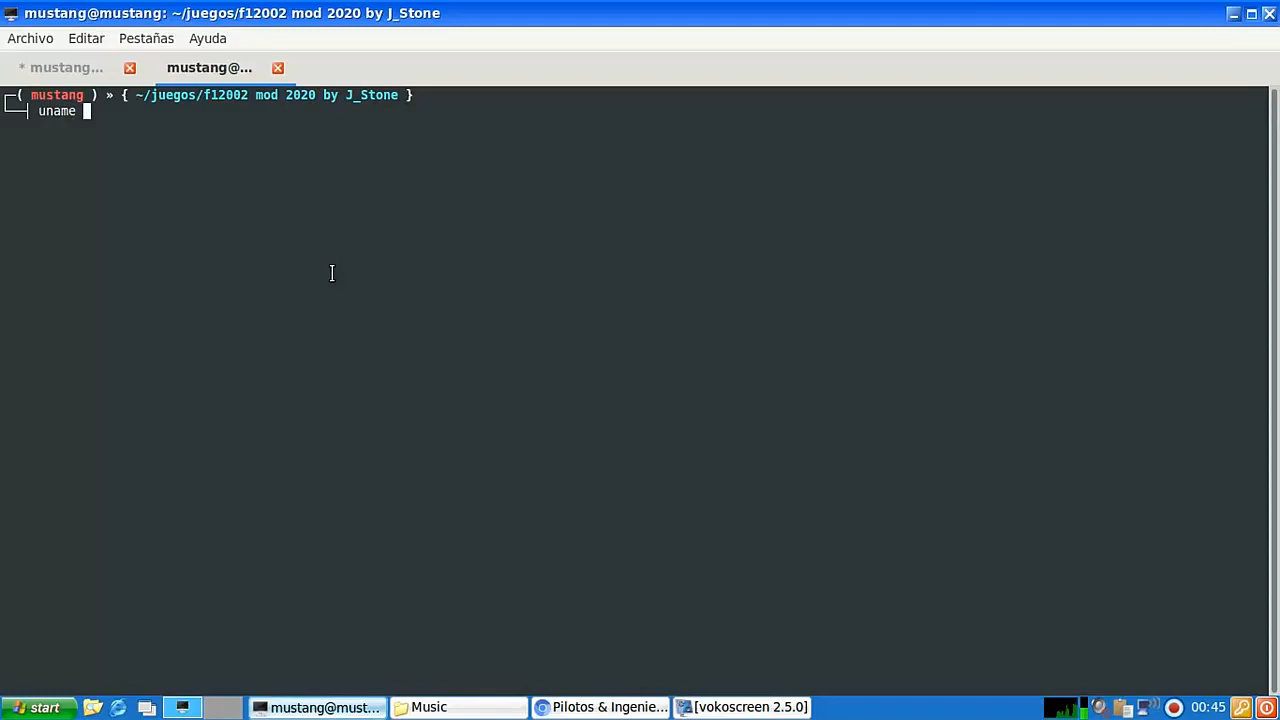 mustang@mustang: ~/juegos/f12002 mod 2020 by J_Stone
Archivo Editar Pestañas Ayuda
* mustang... mustang@...
( mustang ) » { ~/juegos/f12002 mod 2020 by J_Stone }
uname
start mustang@must... Music Pilotos & Ingenie... [vokoscreen 2.5.0] 00:45